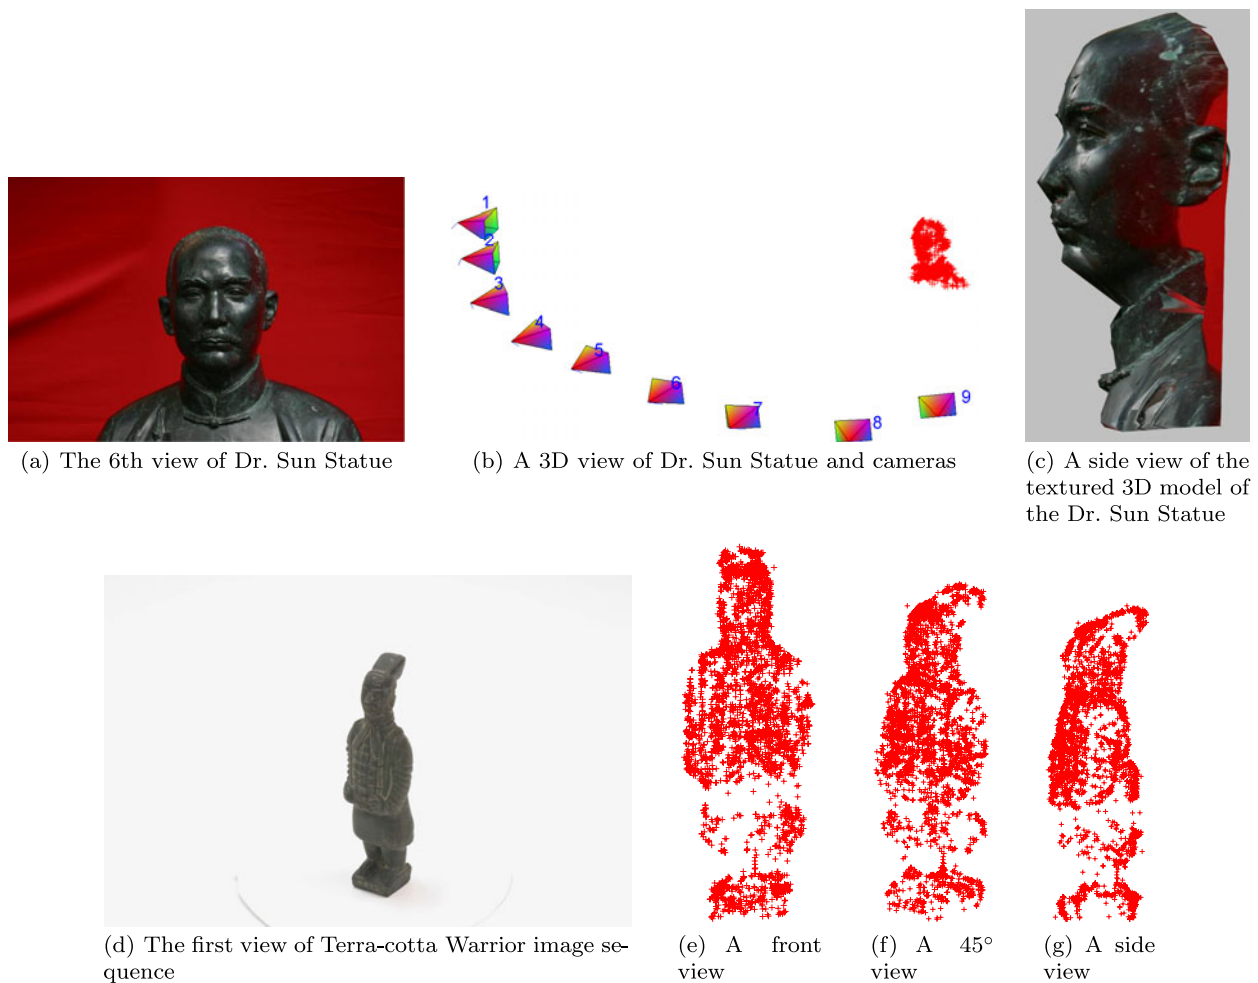 1
2
3
4
5
6
7
8
9
(a) The 6th view of Dr. Sun Statue
(b) A 3D view of Dr. Sun Statue and cameras
(c) A side view of the
textured 3D model of
the Dr. Sun Statue
(d) The first view of Terra-cotta Warrior image se-
quence
(e) A front
view
(f) A 45°
view
(g) A side
view